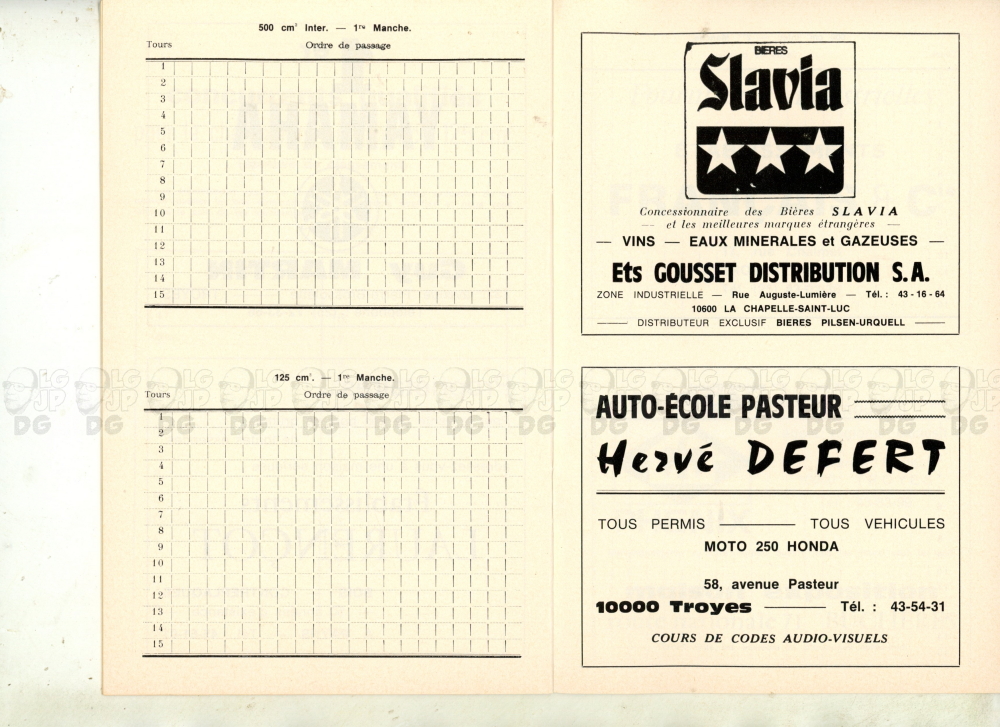 500 cm³ Inter. — 1re Manche.
Tours Ordre de passage
1
2
3
4
5
6
7
8
9
10
11
12
13
14
15
125 cm³. — 1re Manche.
Tours Ordre de passage
1
2
3
4
5
6
7
8
9
10
11
12
13
14
15
BIERES
Slavia
Concessionnaire des Bières SLAVIA
— et les meilleures marques étrangères —
— VINS — EAUX MINERALES et GAZEUSES —
Ets GOUSSET DISTRIBUTION S.A.
ZONE INDUSTRIELLE — Rue Auguste-Lumière — Tél. : 43 - 16 - 64
10600 LA CHAPELLE-SAINT-LUC
—— DISTRIBUTEUR EXCLUSIF BIERES PILSEN-URQUELL ——
AUTO-ÉCOLE PASTEUR
Hervé DEFERT
TOUS PERMIS ——— TOUS VEHICULES
MOTO 250 HONDA
58, avenue Pasteur
10000 Troyes ——— Tél. : 43-54-31
COURS DE CODES AUDIO-VISUELS